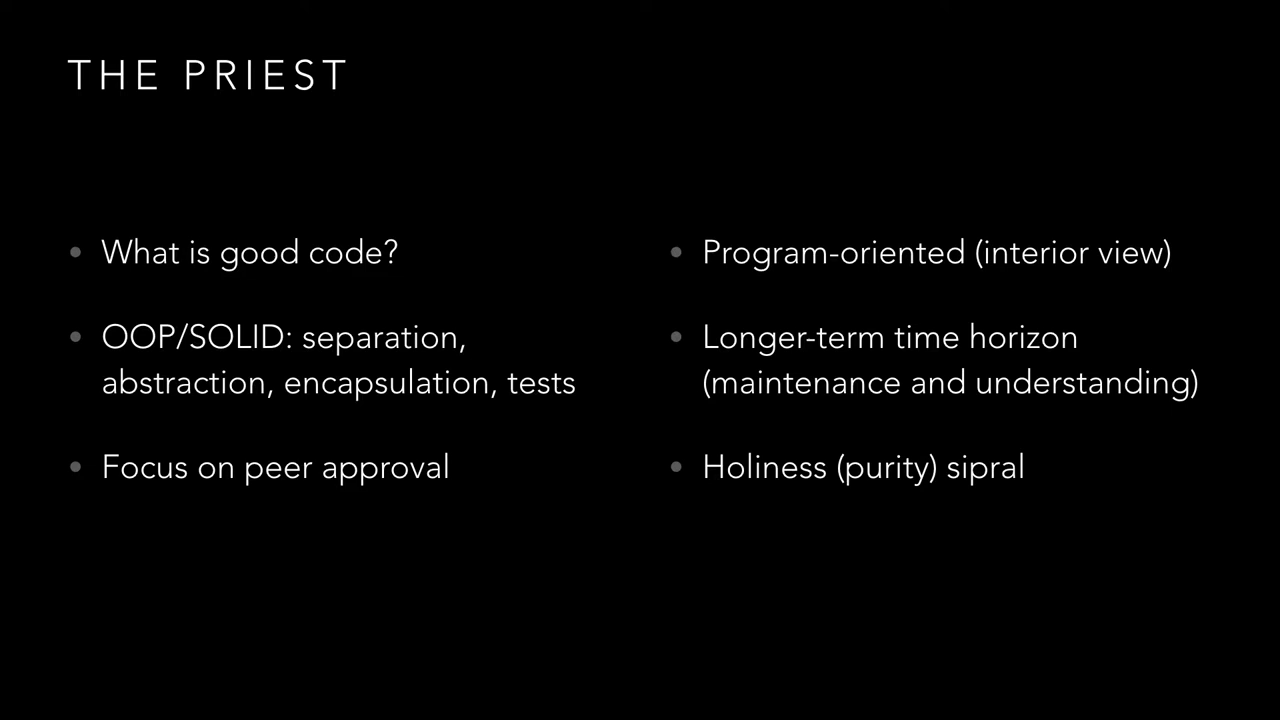 THE PRIEST
What is good code?
OOP/SOLID: separation,
abstraction, encapsulation, tests
Focus on peer approval
Program-oriented (interior view)
Longer-term time horizon
(maintenance and understanding)
Holiness (purity) sipral